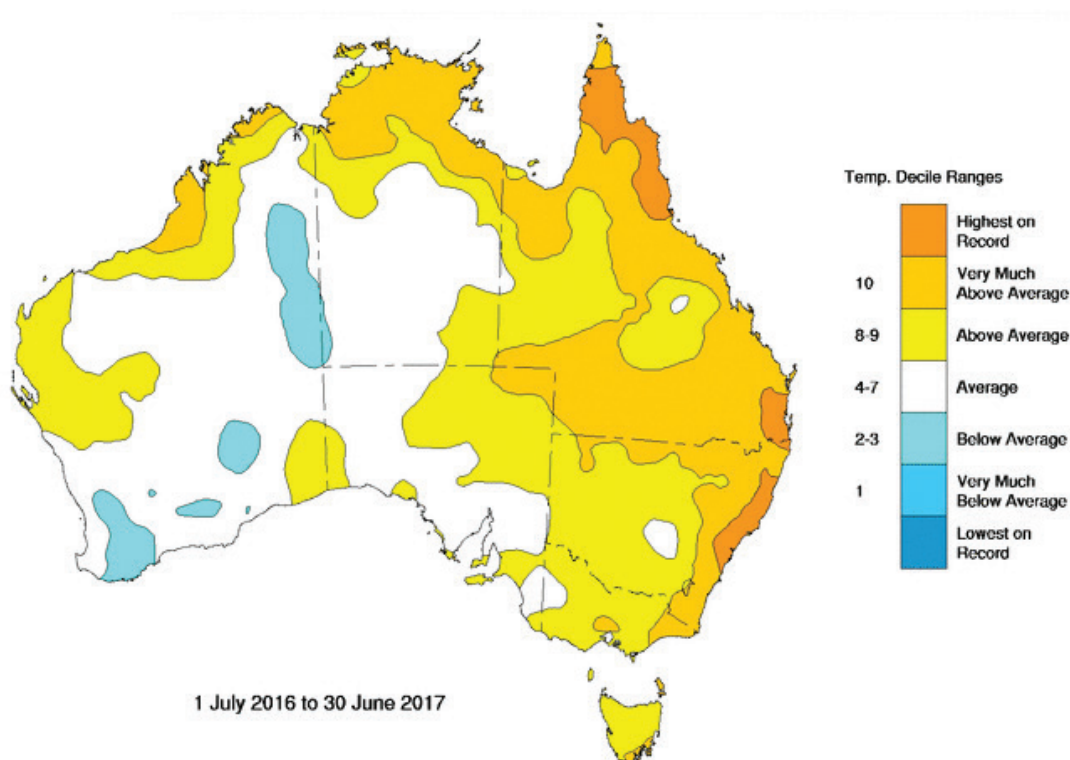 Temp. Decile Ranges
Highest on
Record
10
Very Much
Above Average
8-9
Above Average
4-7
Average
2-3
Below Average
1
Very Much
Below Average
Lowest on
Record
1 July 2016 to 30 June 2017